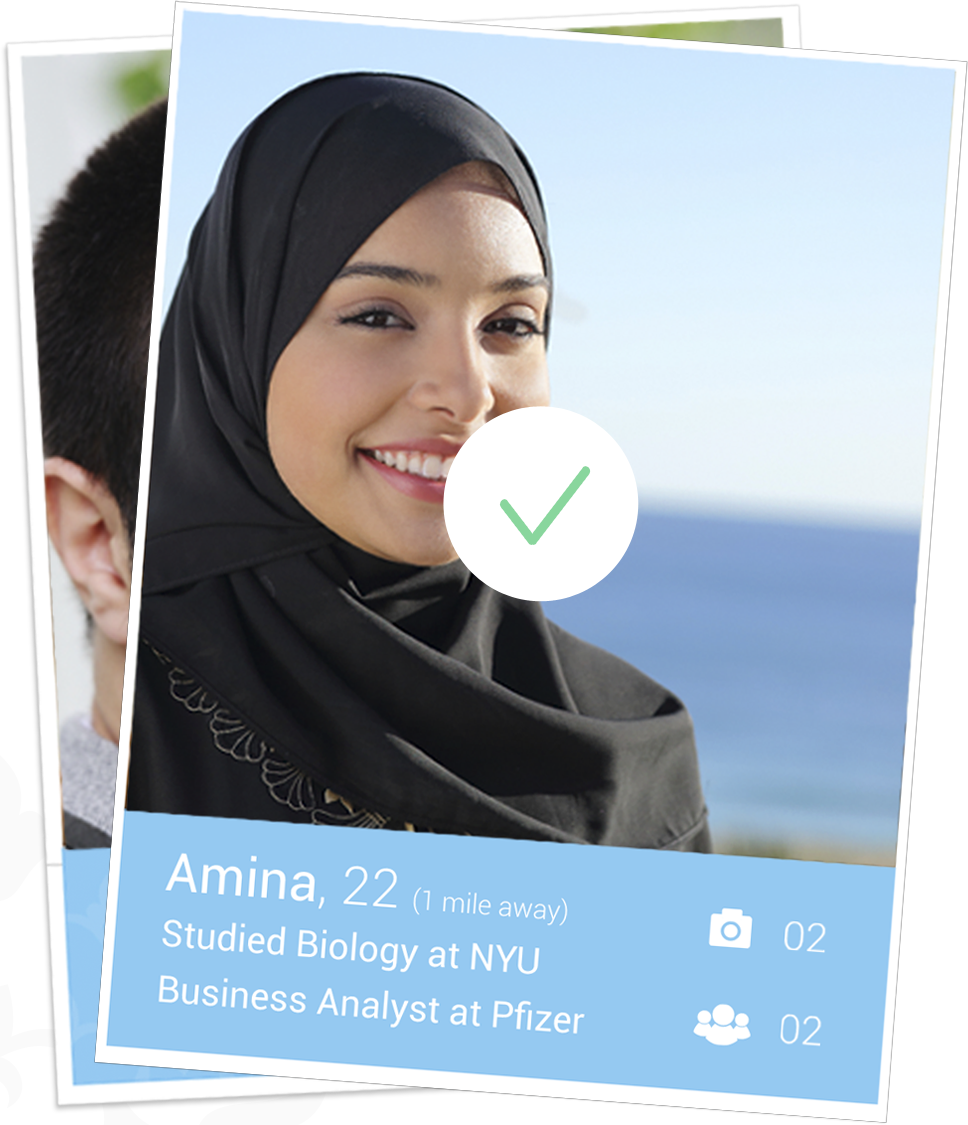 Amina, 22 (1 mile away)
Studied Biology at NYU
Business Analyst at Pfizer
02
02